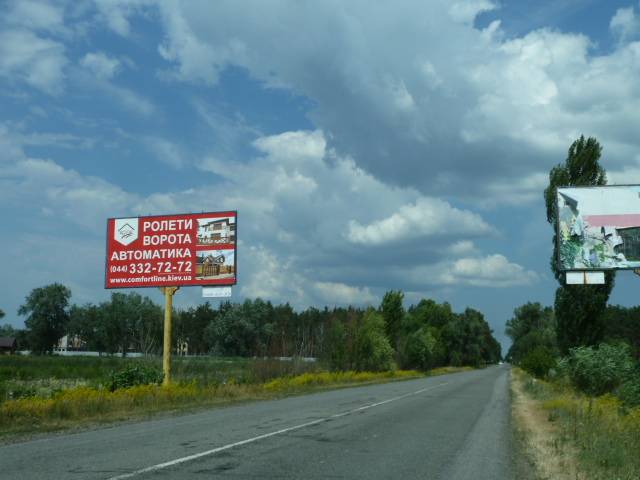 РОЛЕТИ
ВОРОТА
АВТОМАТИКА
(044) 332-72-72
www.comfortline.kiev.ua